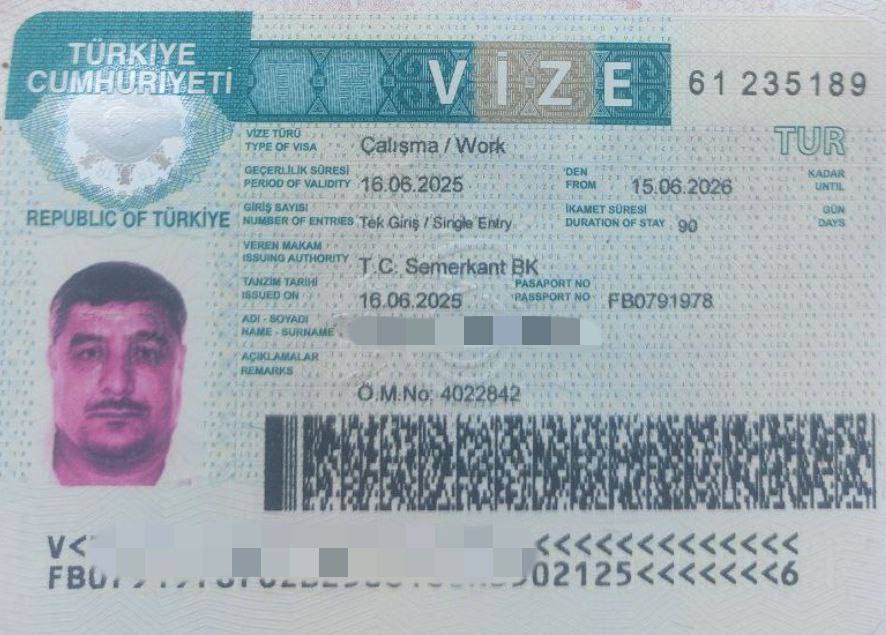 TÜRKİYE
CUMHURİYETİ
VİZE
61 235189
REPUBLIC OF TÜRKİYE
TUR
VİZE TÜRÜ
TYPE OF VISA Çalışma / Work
GEÇERLİLİK SÜRESİ 'DEN KADAR
PERIOD OF VALIDITY 16.06.2025 FROM 15.06.2026 UNTIL
GİRİŞ SAYISI İKAMET SÜRESİ GÜN
NUMBER OF ENTRIES Tek Giriş / Single Entry DURATION OF STAY 90 DAYS
VEREN MAKAM
ISSUING AUTHORITY T.C. Semerkant BK
TANZİM TARİHİ PASAPORT NO
ISSUED ON 16.06.2025 PASSPORT NO FB0791978
ADI - SOYADI
NAME - SURNAME
AÇIKLAMALAR
REMARKS
Ö.M.No: 4022842
V<
<<<<<<<<<<<<<<
02125<<<<<<<6